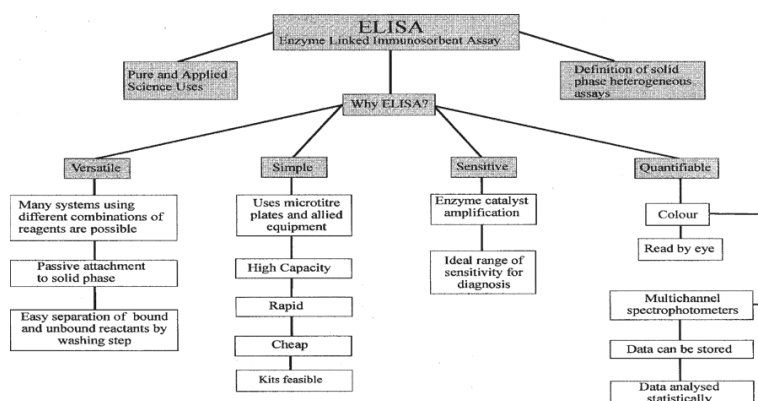 ELISA
Enzyme Linked Immunosorbent Assay
Pure and Applied
Science Uses
Definition of solid
phase heterogeneous
assays
Why ELISA?
Versatile
Simple
Sensitive
Quantifiable
Many systems using
different combinations of
reagents are possible
Passive attachment
to solid phase
Easy separation of bound
and unbound reactants by
washing step
Uses microtitre
plates and allied
equipment
High Capacity
Rapid
Cheap
Kits feasible
Enzyme catalyst
amplification
Ideal range of
sensitivity for
diagnosis
Colour
Read by eye
Multichannel
spectrophotometers
Data can be stored
Data analysed
statistically